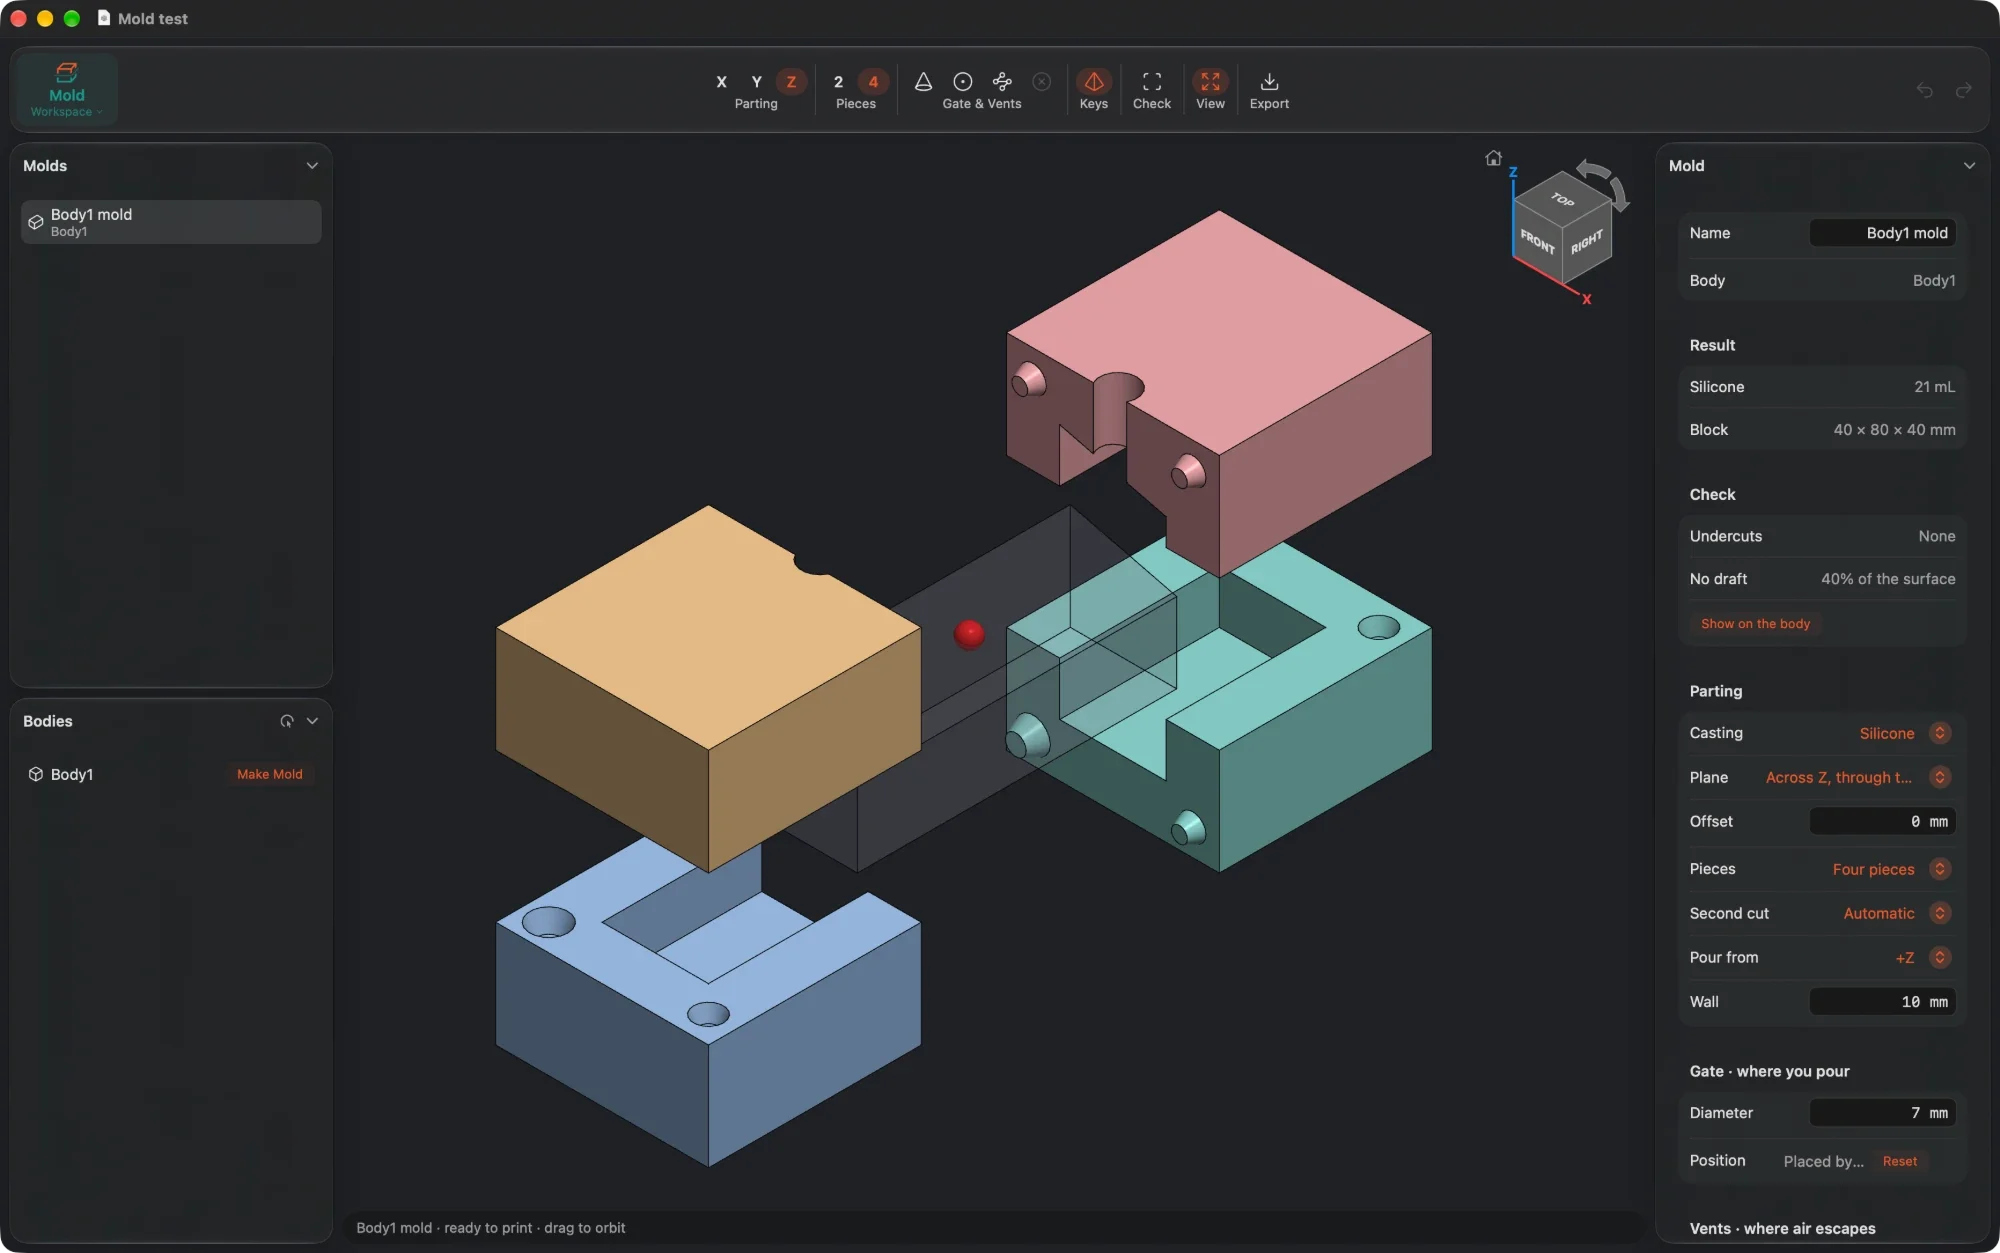 Mold test
Mold
Workspace
X Y Z
Parting
2 4
Pieces
Gate & Vents
Keys
Check
View
Export
Molds
Body1 mold
Body1
Bodies
Body1
Make Mold
Z
TOP
FRONT
RIGHT
X
Body1 mold · ready to print · drag to orbit
Mold
Name Body1 mold
Body Body1
Result
Silicone 21 mL
Block 40 × 80 × 40 mm
Check
Undercuts None
No draft 40% of the surface
Show on the body
Parting
Casting Silicone
Plane Across Z, through t...
Offset 0 mm
Pieces Four pieces
Second cut Automatic
Pour from +Z
Wall 10 mm
Gate · where you pour
Diameter 7 mm
Position Placed by... Reset
Vents · where air escapes